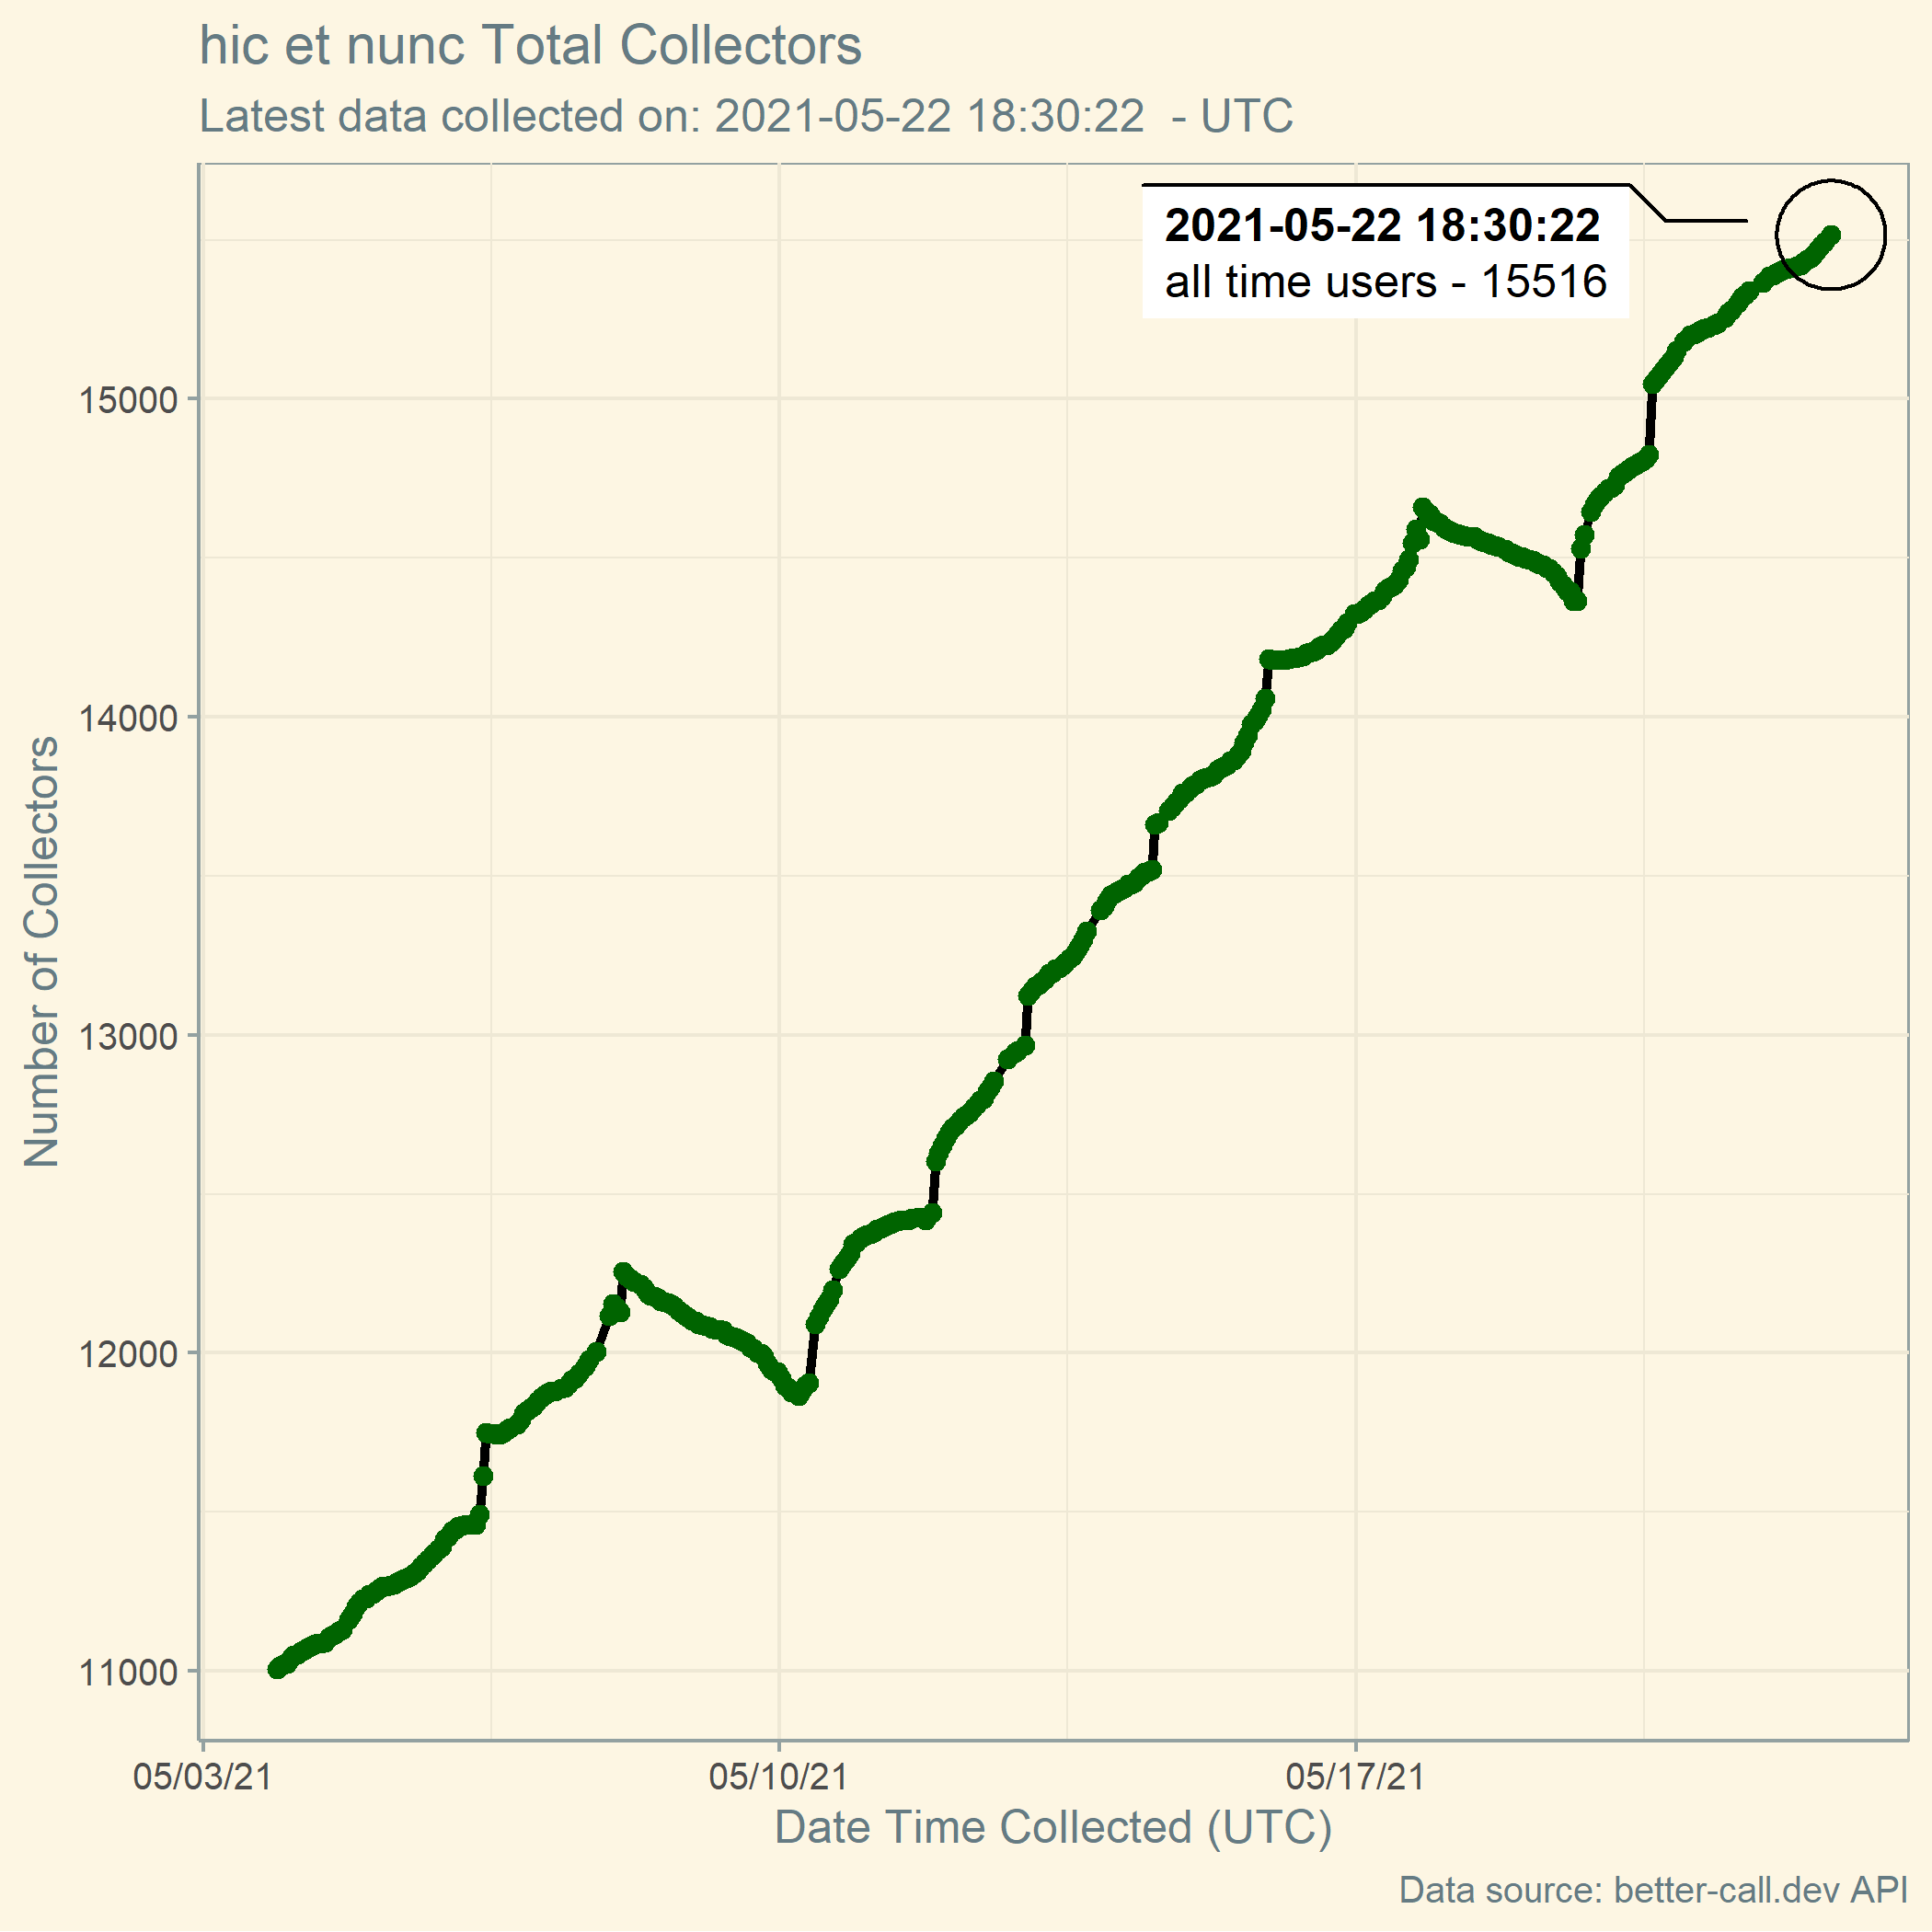 hic et nunc Total Collectors
Latest data collected on: 2021-05-22 18:30:22  - UTC
2021-05-22 18:30:22
all time users - 15516
Number of Collectors
15000
14000
13000
12000
11000
05/03/21
05/10/21
05/17/21
Date Time Collected (UTC)
Data source: better-call.dev API